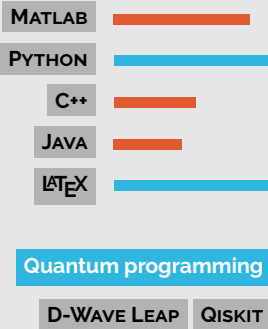 MATLAB
PYTHON
C++
JAVA
LATEX
Quantum programming
D-WAVE LEAP QISKIT